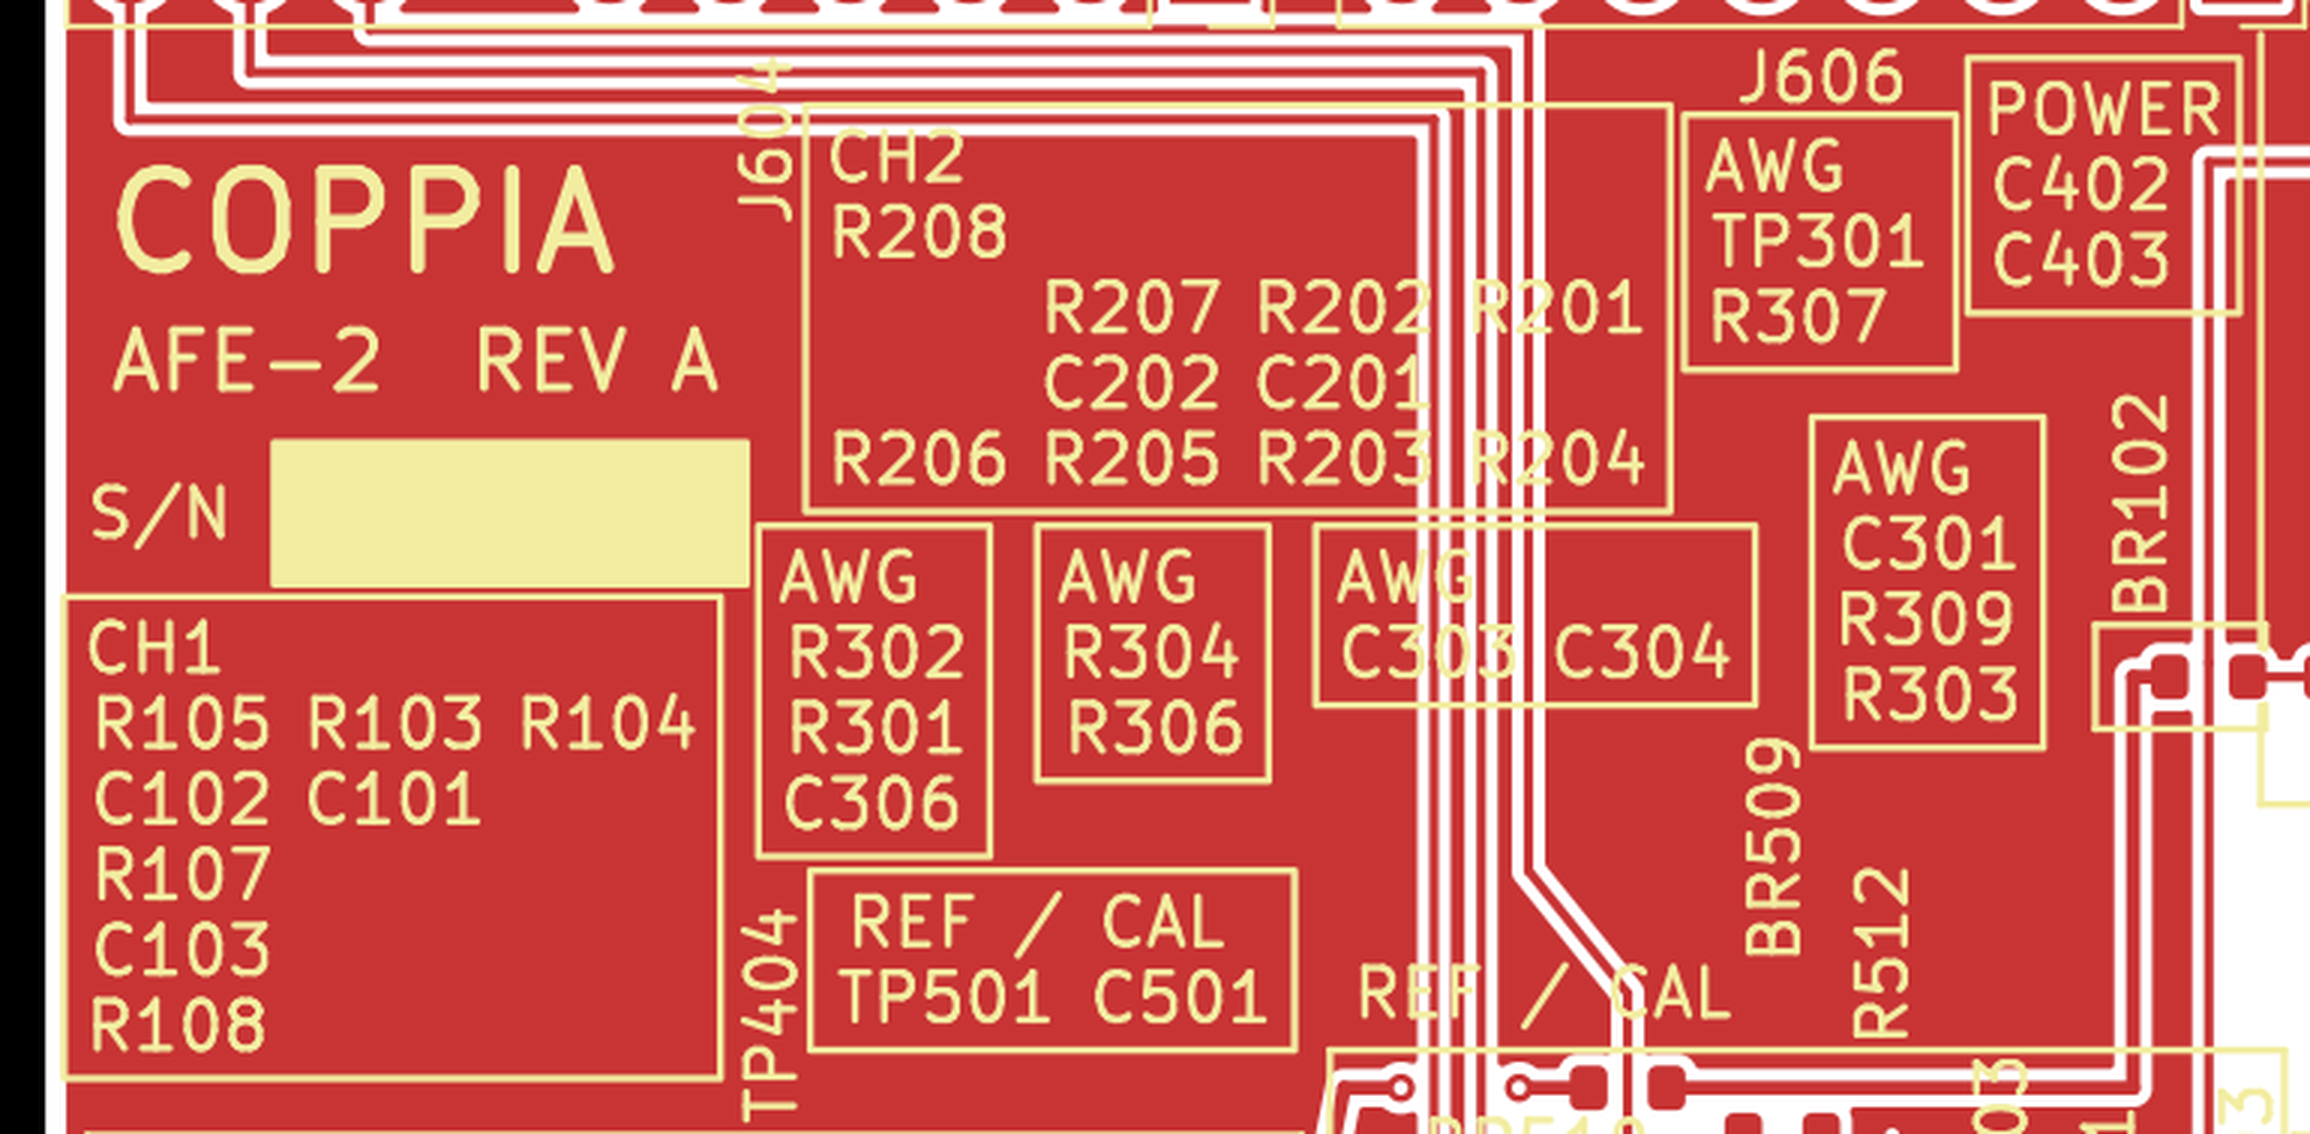 J604
J606
COPPIA
AFE-2 REV A
S/N
CH2
R208
R207 R202 R201
C202 C201
R206 R205 R203 R204
AWG
TP301
R307
POWER
C402
C403
CH1
R105 R103 R104
C102 C101
R107
C103
R108
AWG
R302
R301
C306
AWG
R304
R306
AWG
C303 C304
AWG
C301
R309
R303
BR102
BR509
R512
TP404
REF / CAL
TP501 C501
REF / CAL